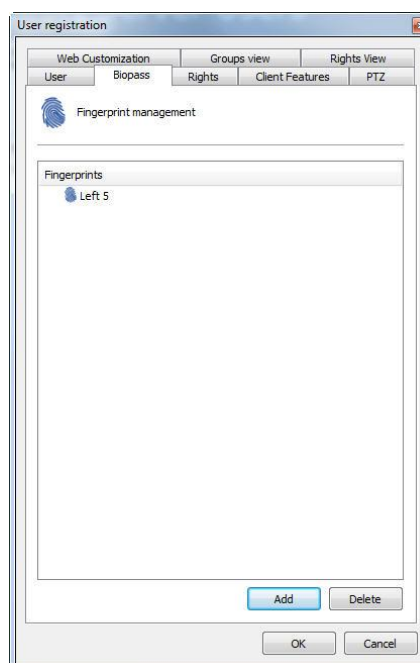 User registration
Web Customization Groups view Rights View
User Biopass Rights Client Features PTZ
Fingerprint management
Fingerprints
Left 5
Add Delete
OK Cancel